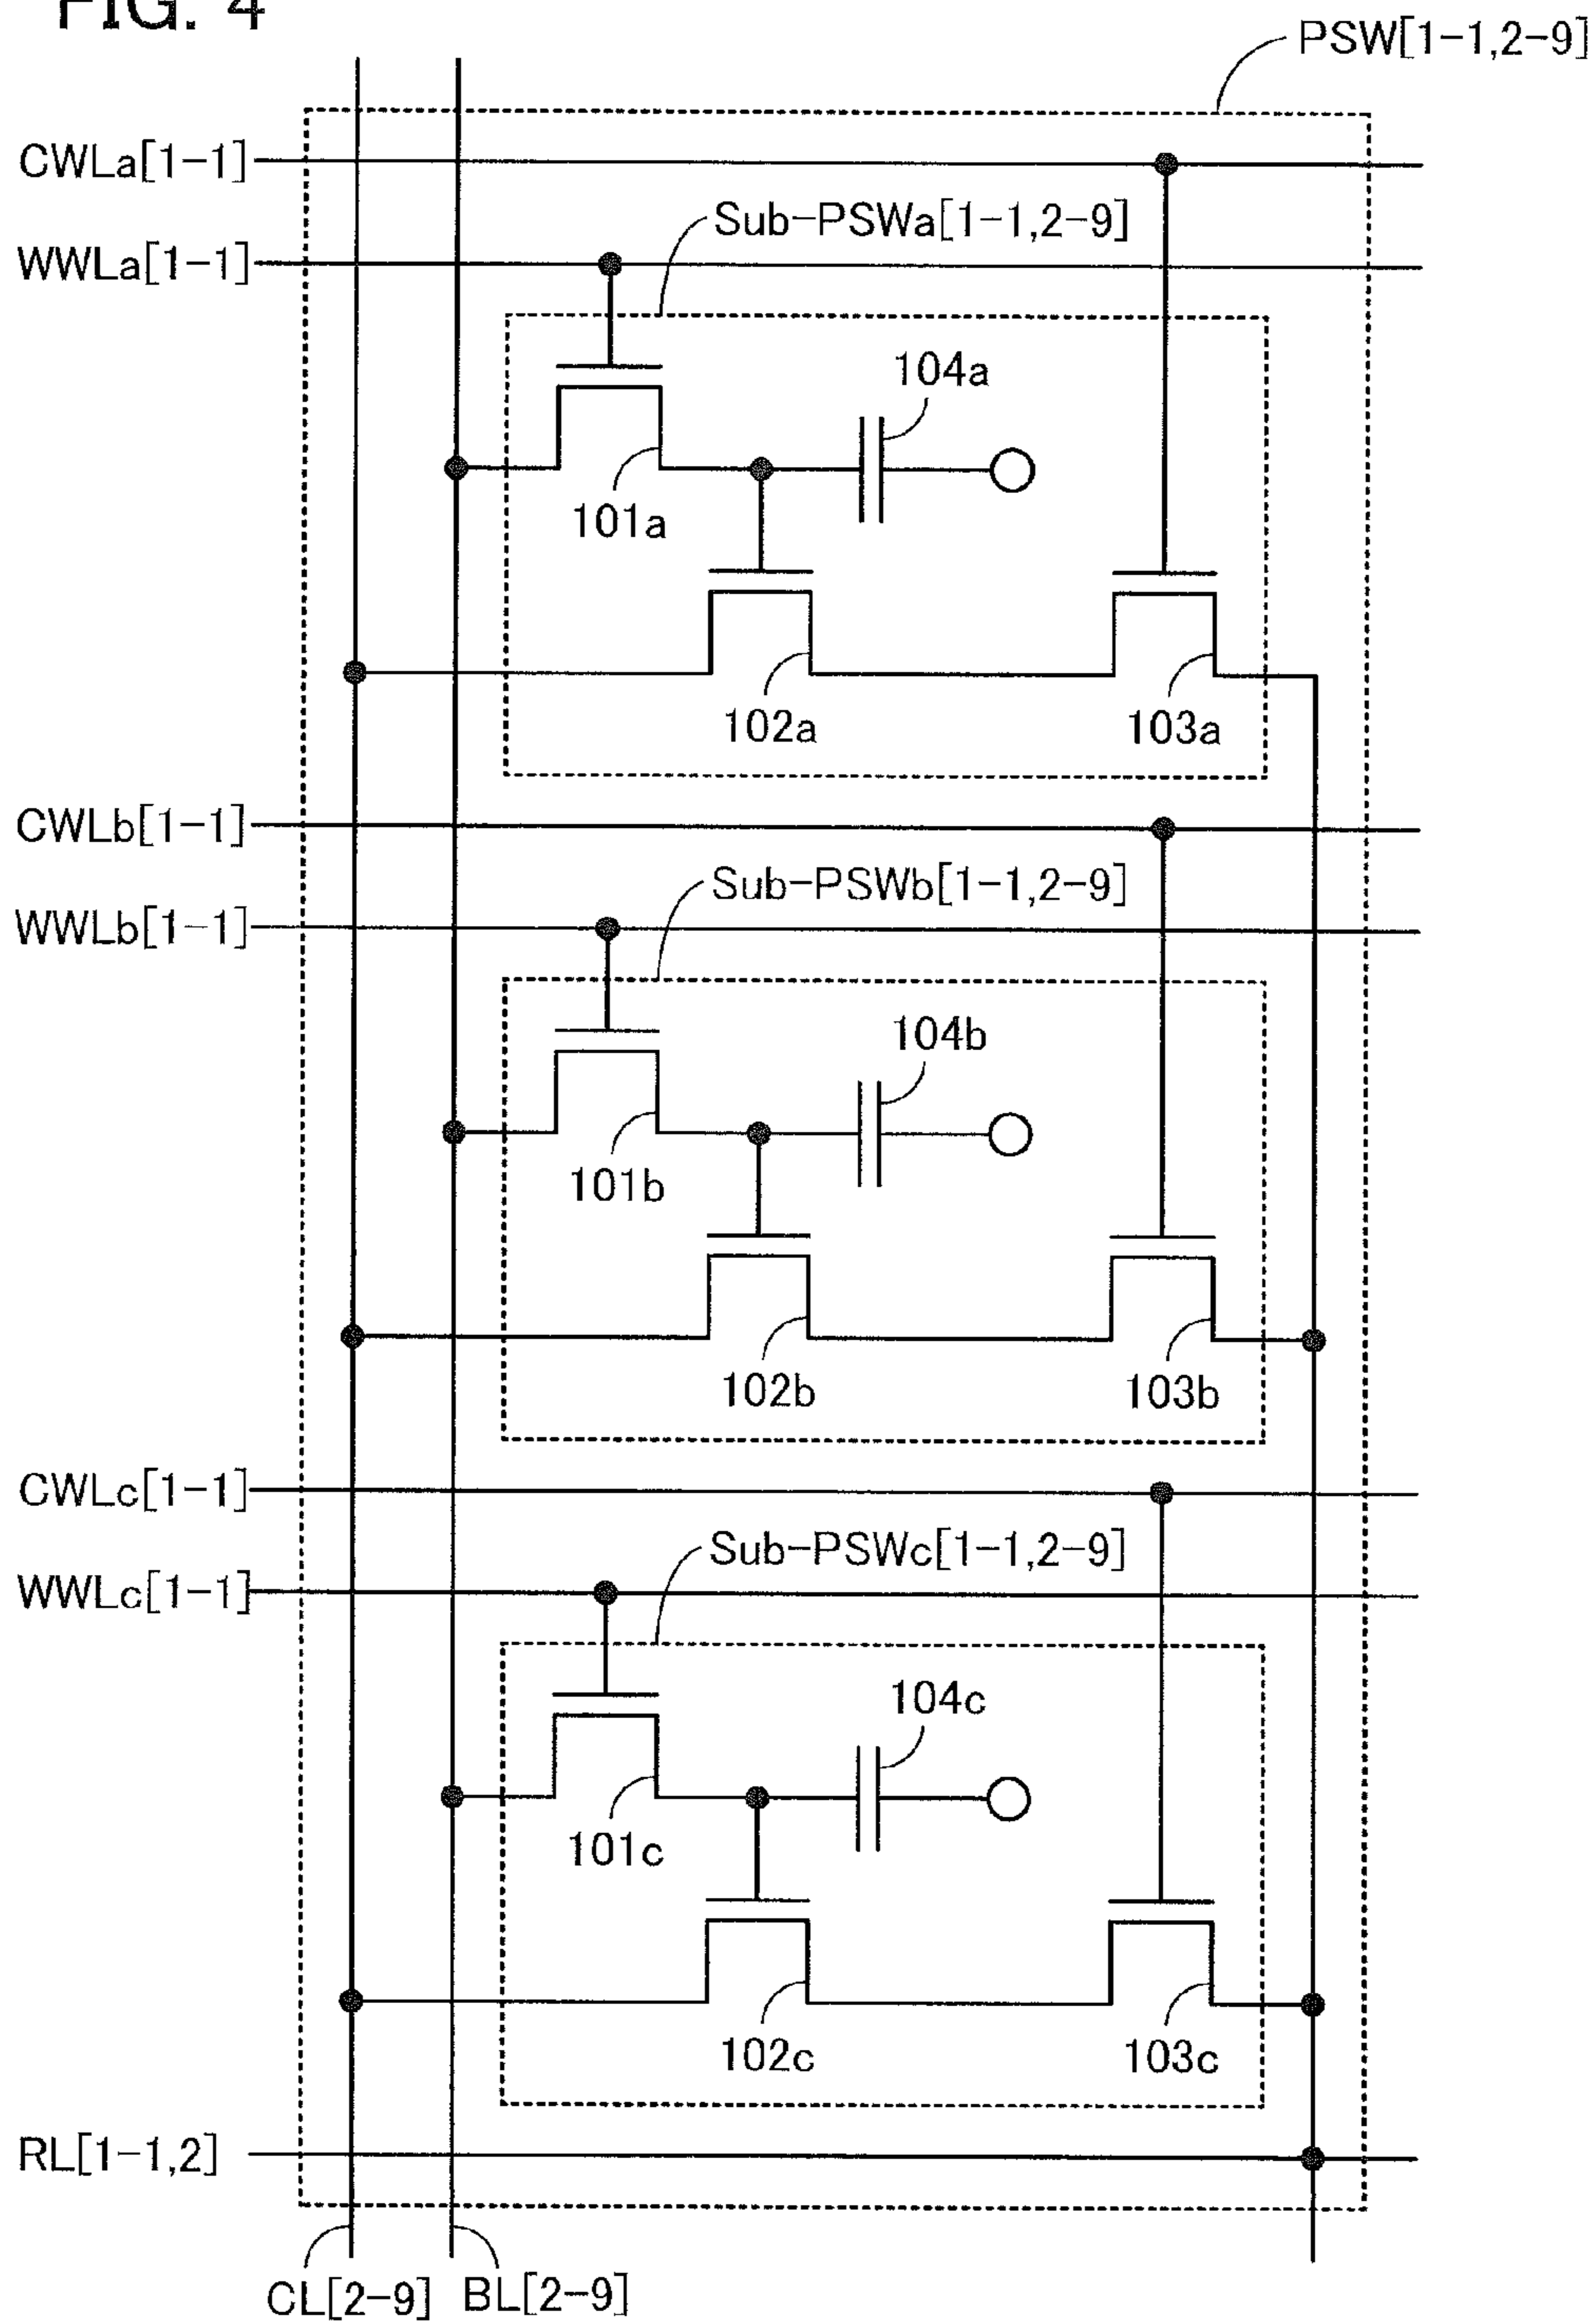 FIG. 4
PSW[1-1,2-9]
CWLa[1-1]
Sub-PSWa[1-1,2-9]
WWLa[1-1]
104a
101a
102a
103a
CWLb[1-1]
Sub-PSWb[1-1,2-9]
WWLb[1-1]
104b
101b
102b
103b
CWLc[1-1]
Sub-PSWc[1-1,2-9]
WWLc[1-1]
104c
101c
102c
103c
RL[1-1,2]
CL[2-9]
BL[2-9]